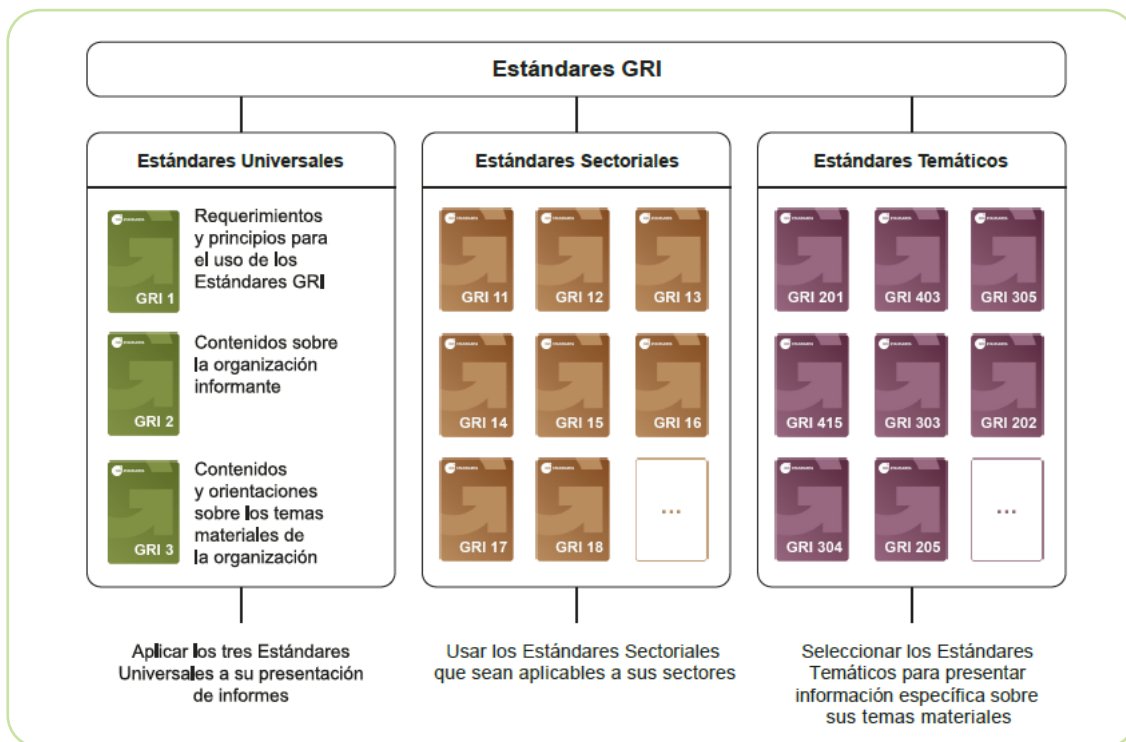 Estándares GRI
Estándares Universales
GRI 1
Requerimientos
y principios para
el uso de los
Estándares GRI
GRI 2
Contenidos sobre
la organización
informante
GRI 3
Contenidos
y orientaciones
sobre los temas
materiales de
la organización
Aplicar los tres Estándares
Universales a su presentación
de informes
Estándares Sectoriales
GRI 11
GRI 12
GRI 13
GRI 14
GRI 15
GRI 16
GRI 17
GRI 18
...
Usar los Estándares Sectoriales
que sean aplicables a sus sectores
Estándares Temáticos
GRI 201
GRI 403
GRI 305
GRI 415
GRI 303
GRI 202
GRI 304
GRI 205
...
Seleccionar los Estándares
Temáticos para presentar
información específica sobre
sus temas materiales